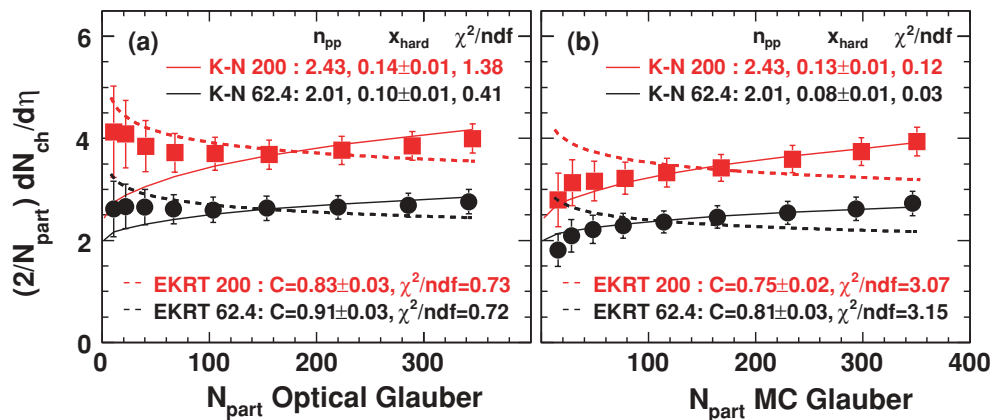 (2/N_part) dN_ch/dη
6
4
2
0
(a)
n_pp x_hard χ²/ndf
K-N 200 : 2.43, 0.14±0.01, 1.38
K-N 62.4: 2.01, 0.10±0.01, 0.41
EKRT 200 : C=0.83±0.03, χ²/ndf=0.73
EKRT 62.4: C=0.91±0.03, χ²/ndf=0.72
0 100 200 300
N_part Optical Glauber
(b)
n_pp x_hard χ²/ndf
K-N 200 : 2.43, 0.13±0.01, 0.12
K-N 62.4: 2.01, 0.08±0.01, 0.03
EKRT 200 : C=0.75±0.02, χ²/ndf=3.07
EKRT 62.4: C=0.81±0.03, χ²/ndf=3.15
0 100 200 300 400
N_part MC Glauber